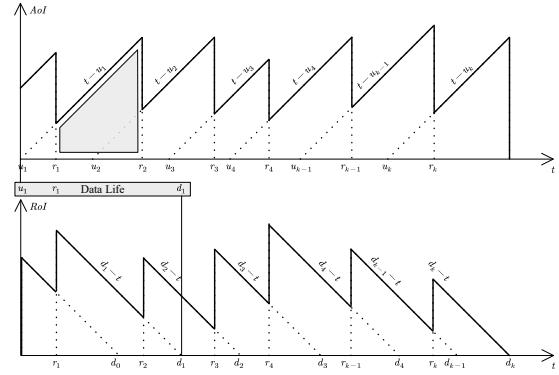 AoI
t−u₁ t−u₂ t−u₃ t−u₄ t−uₖ₋₁ t−uₖ
u₁ r₁ u₂ r₂ u₃ r₃ u₄ r₄ uₖ₋₁ rₖ₋₁ uₖ rₖ t
u₁ r₁ Data Life d₁
RoI
d₁−t d₂−t d₃−t d₄−t dₖ₋₁−t dₖ−t
r₁ d₀ r₂ d₁ r₃ d₂ r₄ d₃ rₖ₋₁ d₄ rₖ dₖ₋₁ dₖ t